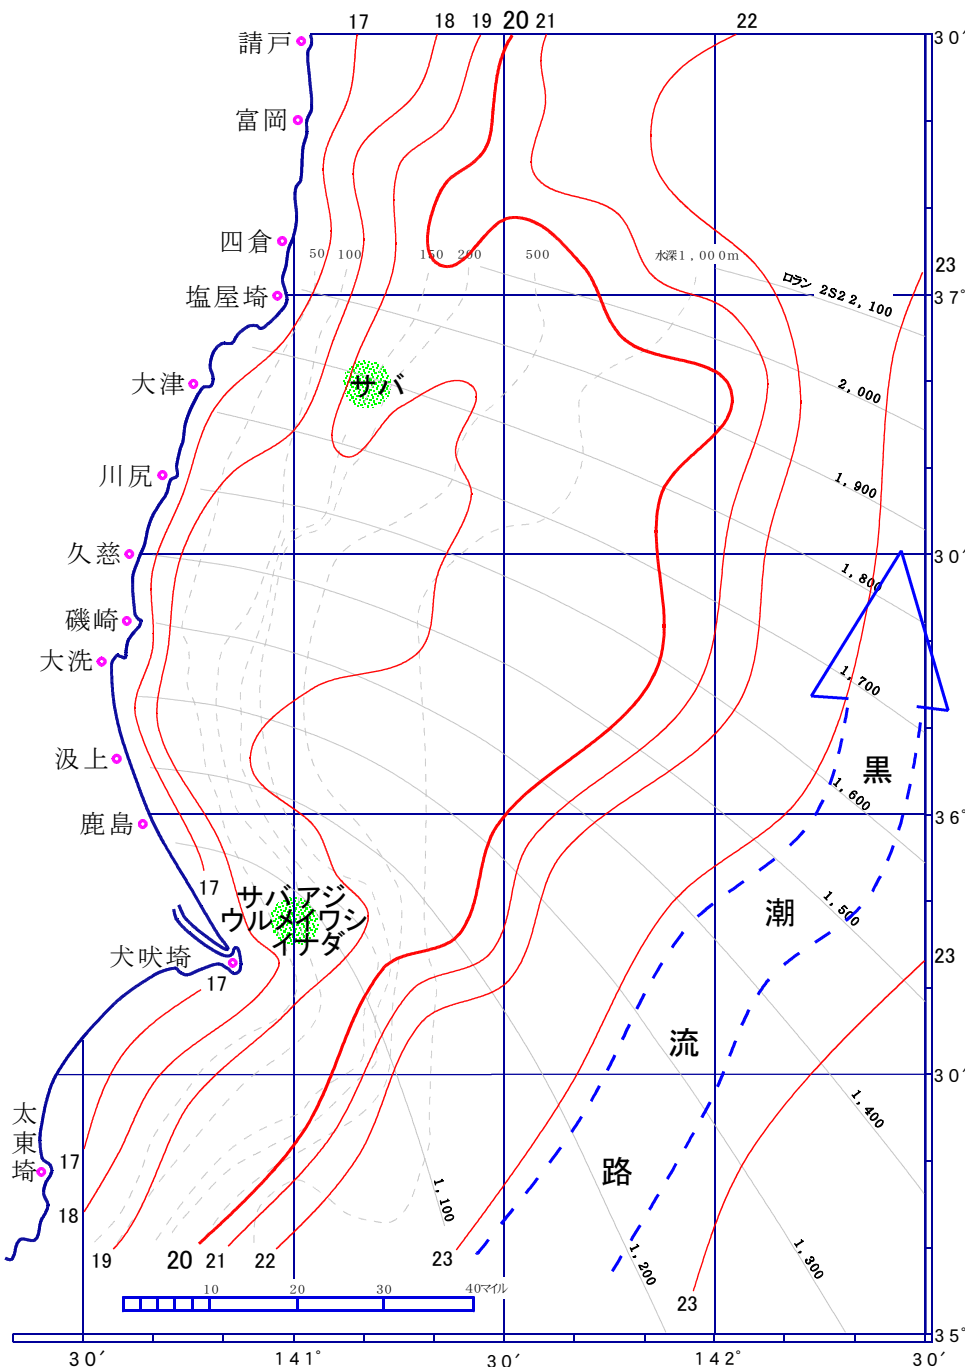 17 18 19 20 21 22
請戸
30′
富岡
四倉
50 100 150 200 500 水深1,000m
23
ロラン 2S22,100
塩屋埼
37°
大津
サバ
2,000
川尻
1,900
久慈
30′
1,800
磯崎
大洗
1,700
汲上
黒
1,600
鹿島
36°
17
サバ アジ
ウルメイワシ
イナダ
潮
1,500
犬吠埼
23
17
流
30′
1,400
太東埼
17
路
1,100
18
19 20 21 22 23
1,200
1,300
10 20 30 40マイル
23
35°
30′ 141° 30′ 142° 30′